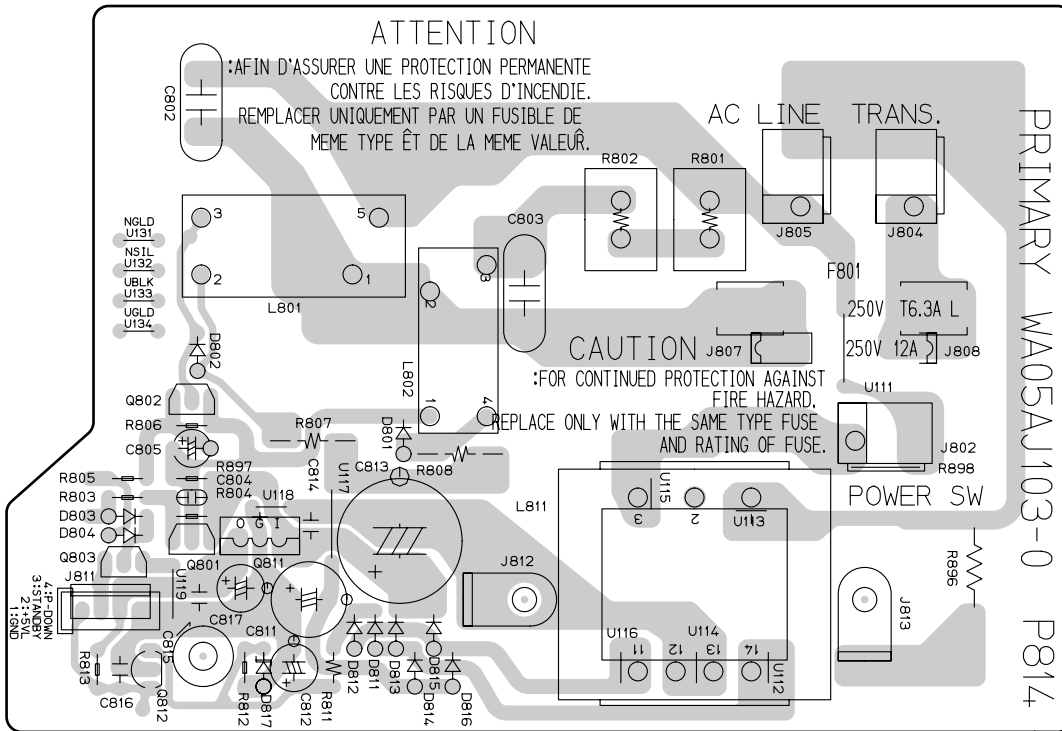 ATTENTION
:AFIN D'ASSURER UNE PROTECTION PERMANENTE
CONTRE LES RISQUES D'INCENDIE.
REMPLACER UNIQUEMENT PAR UN FUSIBLE DE
MEME TYPE ÊT DE LA MEME VALEUR̂.
C802
AC LINE
TRANS.
R802
R801
J805
J804
C803
NGLD
U131
NSIL
U132
UBLK
U133
UGLD
U134
3
5
2
1
L801
3
2
1
4
L802
F801
250V T6.3A L
250V 12A
J807
J808
CAUTION
:FOR CONTINUED PROTECTION AGAINST
FIRE HAZARD,
REPLACE ONLY WITH THE SAME TYPE FUSE
AND RATING OF FUSE.
U111
J802
R898
POWER SW
D802
Q802
R806
C805
R807
D801
R808
R805
R897
C804
R803
R804
C814
U117
C813
D803
U118
O G I
D804
Q803
Q801
Q811
L811
U115
3
2
U113
J812
R896
J811
4:P-DOWN
3:STANDBY
2:+5VL
1:GND
U119
C817
C811
C815
R813
C816
Q812
R812
D817
C812
R811
D812
D811
D813
D815
D814
D816
U116
11
12
U114
13
14
U112
J813
PRIMARY WA05AJ103-0 P814